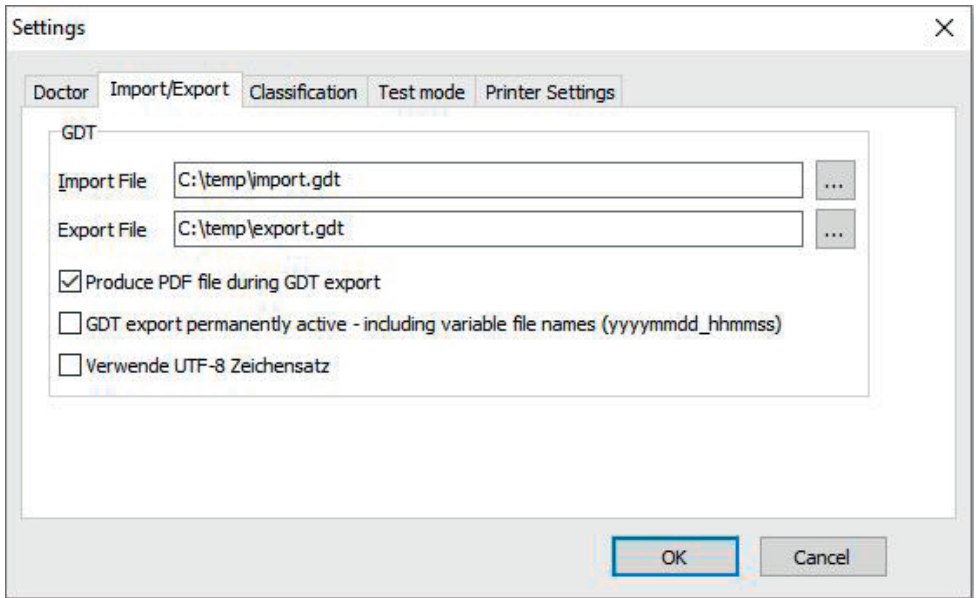 Settings
Doctor Import/Export Classification Test mode Printer Settings
GDT
Import File C:\temp\import.gdt ...
Export File C:\temp\export.gdt ...
Produce PDF file during GDT export
GDT export permanently active - including variable file names (yyyymmdd_hhmmss)
Verwende UTF-8 Zeichensatz
OK Cancel